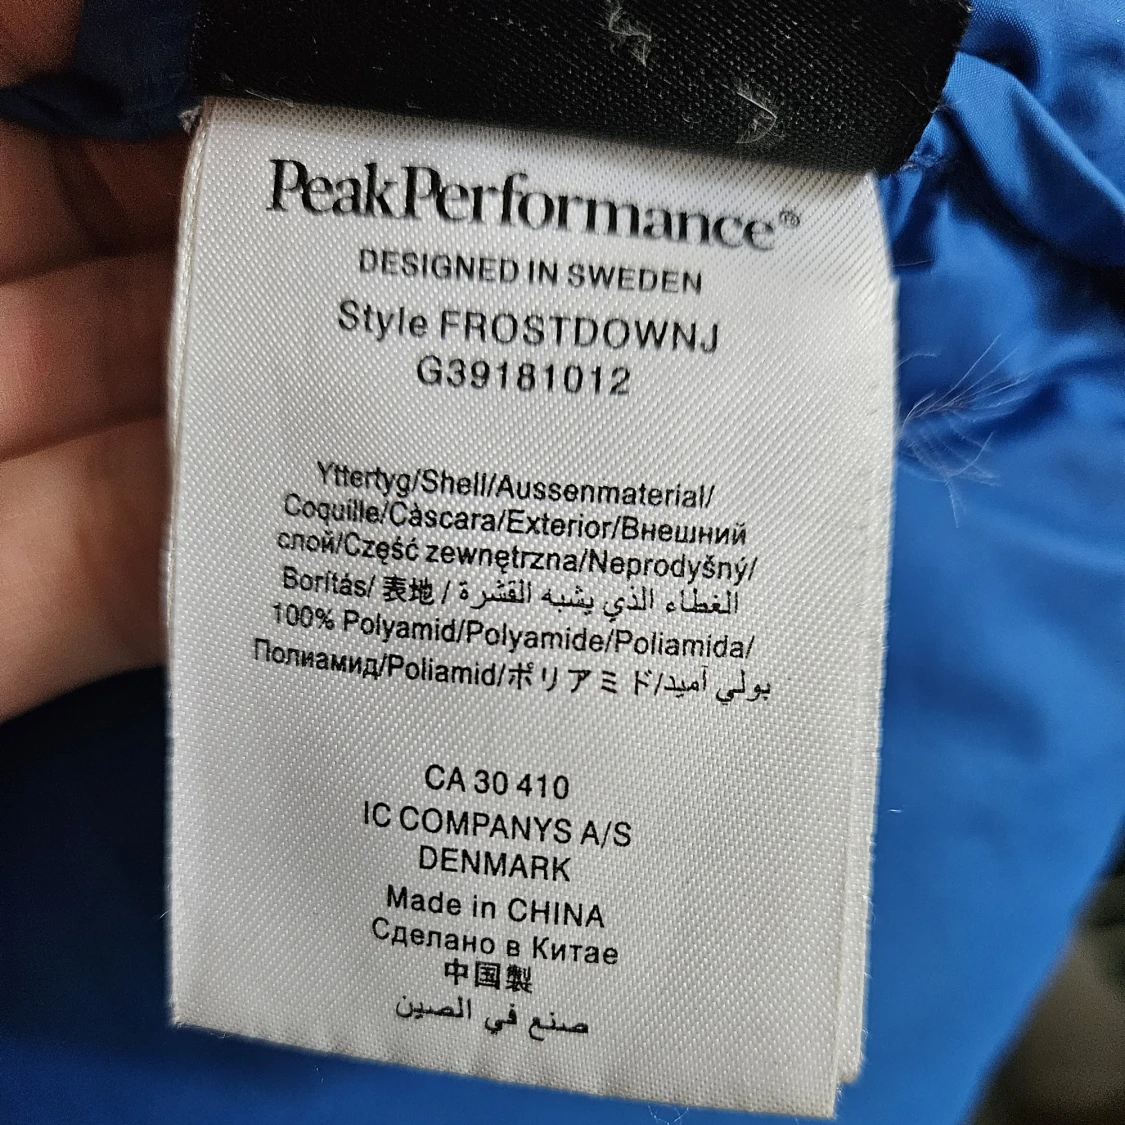 PeakPerformance®
DESIGNED IN SWEDEN
Style FROSTDOWNJ
G39181012
Yttertyg/Shell/Aussenmaterial/
Coquille/Càscara/Exterior/Внешний
слой/Część zewnętrzna/Neprodyšný/
Borítás/ 表地 / الغطاء الذي يشبه القشرة
100% Polyamid/Polyamide/Poliamida/
Полиамид/Poliamid/ポリアミド/بولي آميد
CA 30 410
IC COMPANYS A/S
DENMARK
Made in CHINA
Сделано в Китае
中国製
صنع في الصين